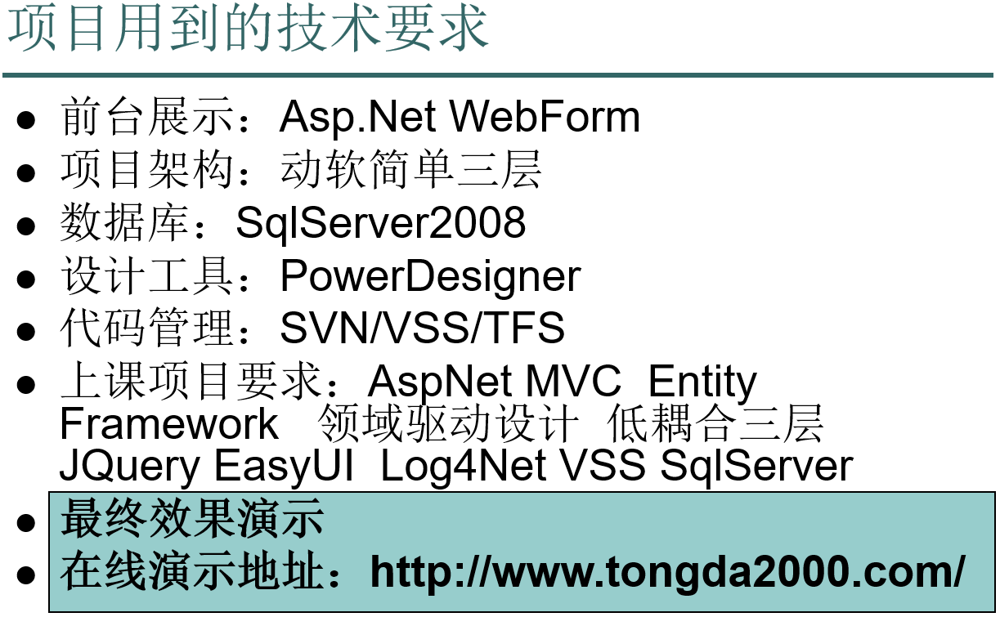 项目用到的技术要求
● 前台展示：Asp.Net WebForm
● 项目架构：动软简单三层
● 数据库：SqlServer2008
● 设计工具：PowerDesigner
● 代码管理：SVN/VSS/TFS
● 上课项目要求：AspNet MVC Entity
Framework 领域驱动设计 低耦合三层
JQuery EasyUI Log4Net VSS SqlServer
● 最终效果演示
● 在线演示地址：http://www.tongda2000.com/